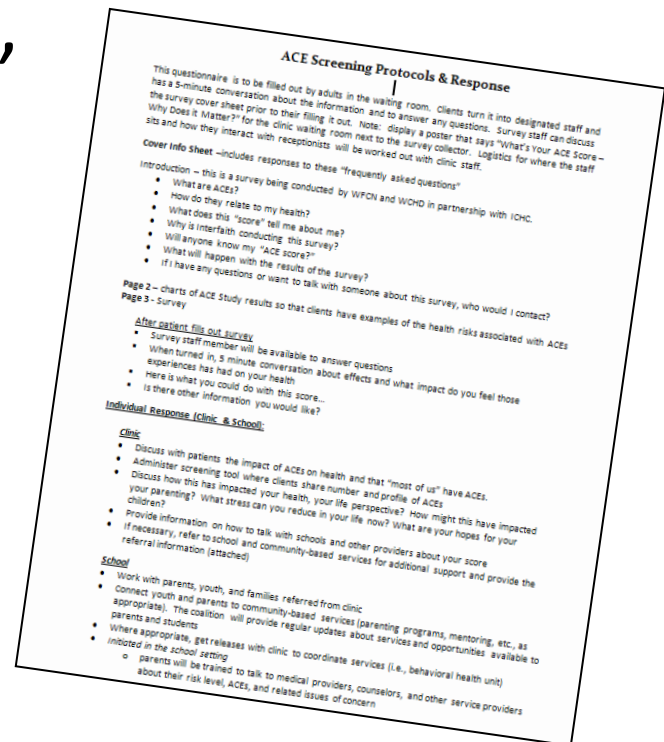 ,
ACE Screening Protocols & Response
This questionnaire is to be filled out by adults in the waiting room. Clients turn it into designated staff and
has a 5-minute conversation about the information and to answer any questions. Survey staff can discuss
the survey cover sheet prior to their filling it out. Note: display a poster that says "What's Your ACE Score –
Why Does it Matter?" for the clinic waiting room next to the survey collector. Logistics for where the staff
sits and how they interact with receptionists will be worked out with clinic staff.
Cover Info Sheet –includes responses to these "frequently asked questions"
Introduction – this is a survey being conducted by WFCN and WCHD in partnership with ICHC.
• What are ACEs?
• How do they relate to my health?
• What does this "score" tell me about me?
• Why is Interfaith conducting this survey?
• Will anyone know my "ACE score?"
• What will happen with the results of the survey?
• If I have any questions or want to talk with someone about this survey, who would I contact?
Page 2 – charts of ACE Study results so that clients have examples of the health risks associated with ACEs
Page 3 - Survey
After patient fills out survey
• Survey staff member will be available to answer questions
• When turned in, 5 minute conversation about effects and what impact do you feel those
experiences has had on your health
• Here is what you could do with this score...
• Is there other information you would like?
Individual Response (Clinic & School):
Clinic
• Discuss with patients the impact of ACEs on health and that "most of us" have ACEs.
• Administer screening tool where clients share number and profile of ACEs
• Discuss how this has impacted your health, your life perspective? How might this have impacted
your parenting? What stress can you reduce in your life now? What are your hopes for your
children?
• Provide information on how to talk with schools and other providers about your score
• If necessary, refer to school and community-based services for additional support and provide the
referral information (attached)
School
• Work with parents, youth, and families referred from clinic
• Connect youth and parents to community-based services (parenting programs, mentoring, etc., as
appropriate). The coalition will provide regular updates about services and opportunities available to
parents and students
• Where appropriate, get releases with clinic to coordinate services (i.e., behavioral health unit)
• Initiated in the school setting
o parents will be trained to talk to medical providers, counselors, and other service providers
about their risk level, ACEs, and related issues of concern